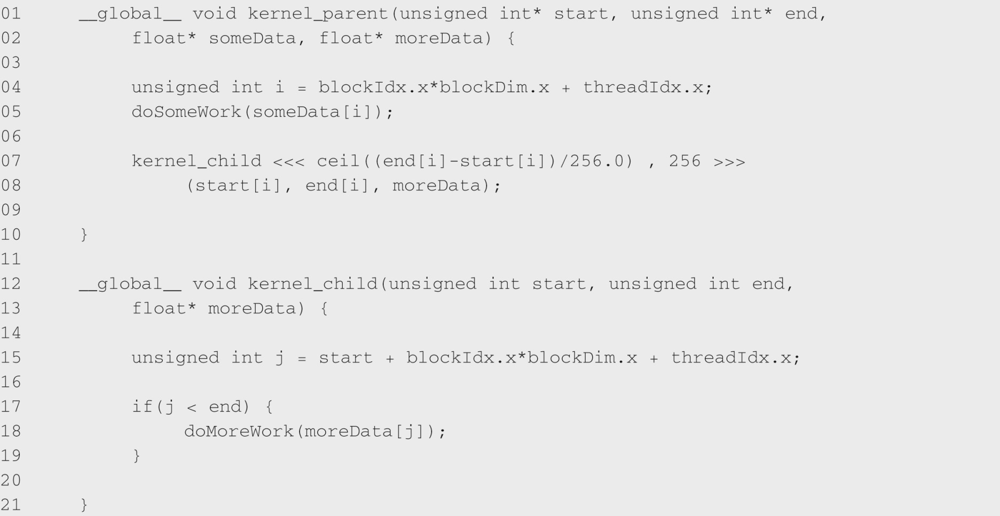 01 __global__ void kernel_parent(unsigned int* start, unsigned int* end,
02 float* someData, float* moreData) {
03
04 unsigned int i = blockIdx.x*blockDim.x + threadIdx.x;
05 doSomeWork(someData[i]);
06
07 kernel_child <<< ceil((end[i]-start[i])/256.0) , 256 >>>
08 (start[i], end[i], moreData);
09
10 }
11
12 __global__ void kernel_child(unsigned int start, unsigned int end,
13 float* moreData) {
14
15 unsigned int j = start + blockIdx.x*blockDim.x + threadIdx.x;
16
17 if(j < end) {
18 doMoreWork(moreData[j]);
19 }
20
21 }